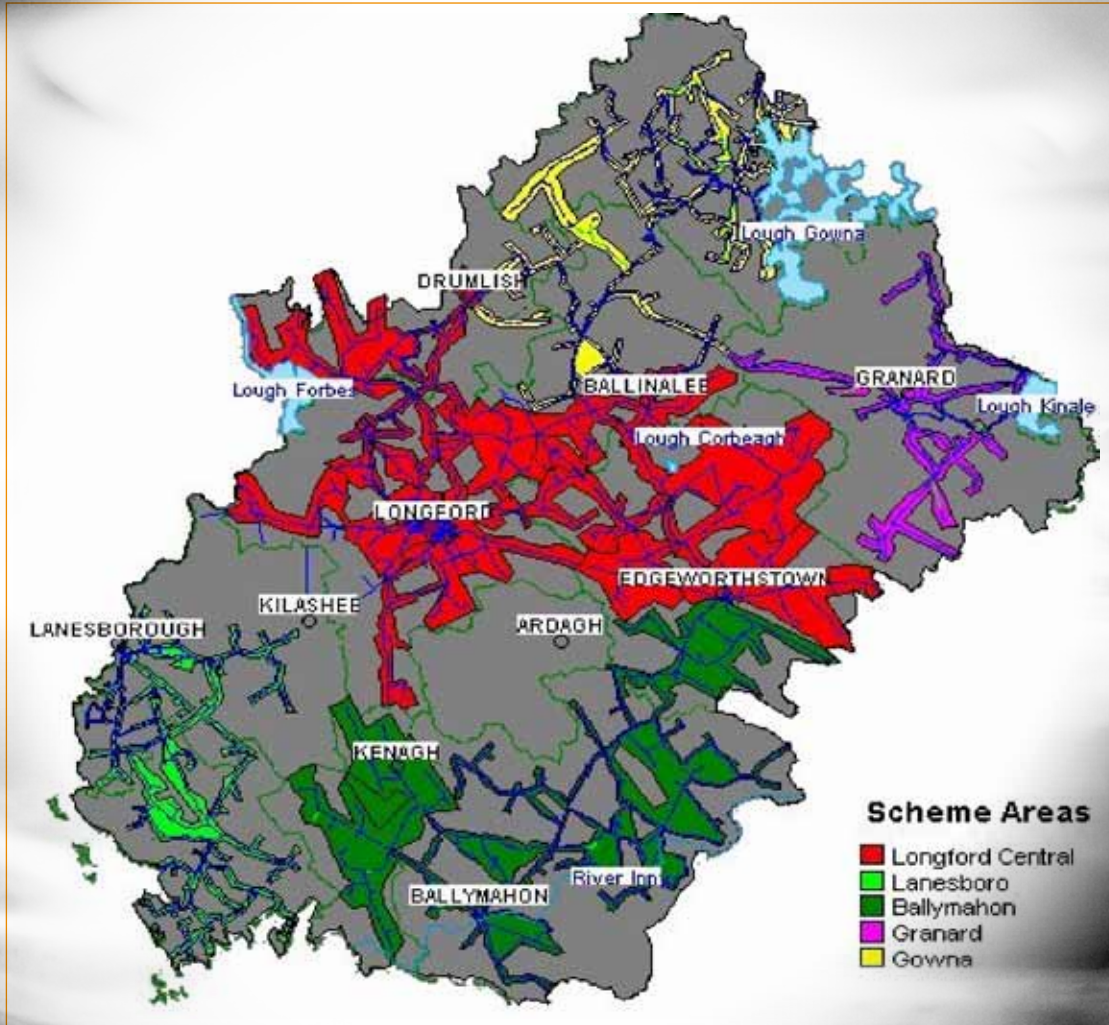 Lough Gowna
DRUMLISH
Lough Forbes
BALLINALEE
GRANARD
Lough Kinale
Lough Corbeagh
LONGFORD
EDGEWORTHSTOWN
KILASHEE
LANESBOROUGH
ARDAGH
KENAGH
Scheme Areas
Longford Central
Lanesboro
Ballymahon
Granard
Gowna
River Inn
BALLYMAHON